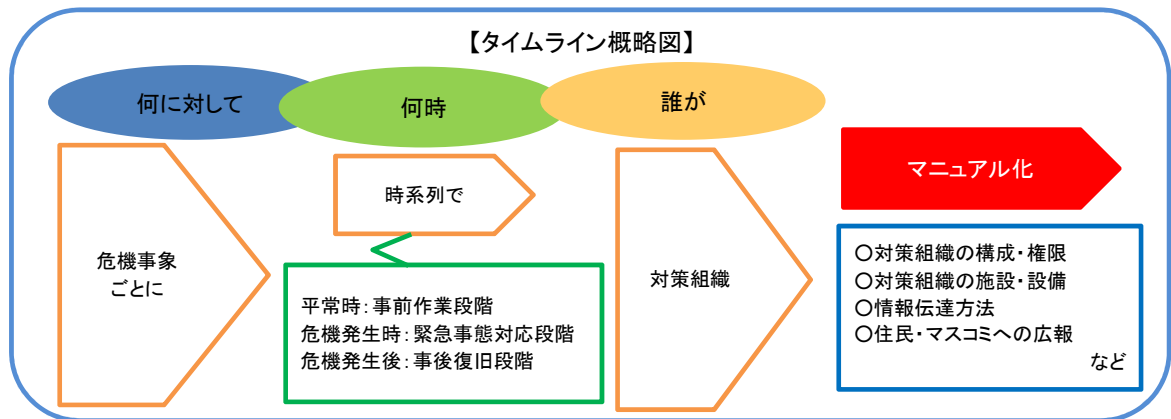 【タイムライン概略図】
何に対して
何時
誰が
危機事象
ごとに
時系列で
平常時：事前作業段階
危機発生時：緊急事態対応段階
危機発生後：事後復旧段階
対策組織
マニュアル化
○対策組織の構成・権限
○対策組織の施設・設備
○情報伝達方法
○住民・マスコミへの広報
など